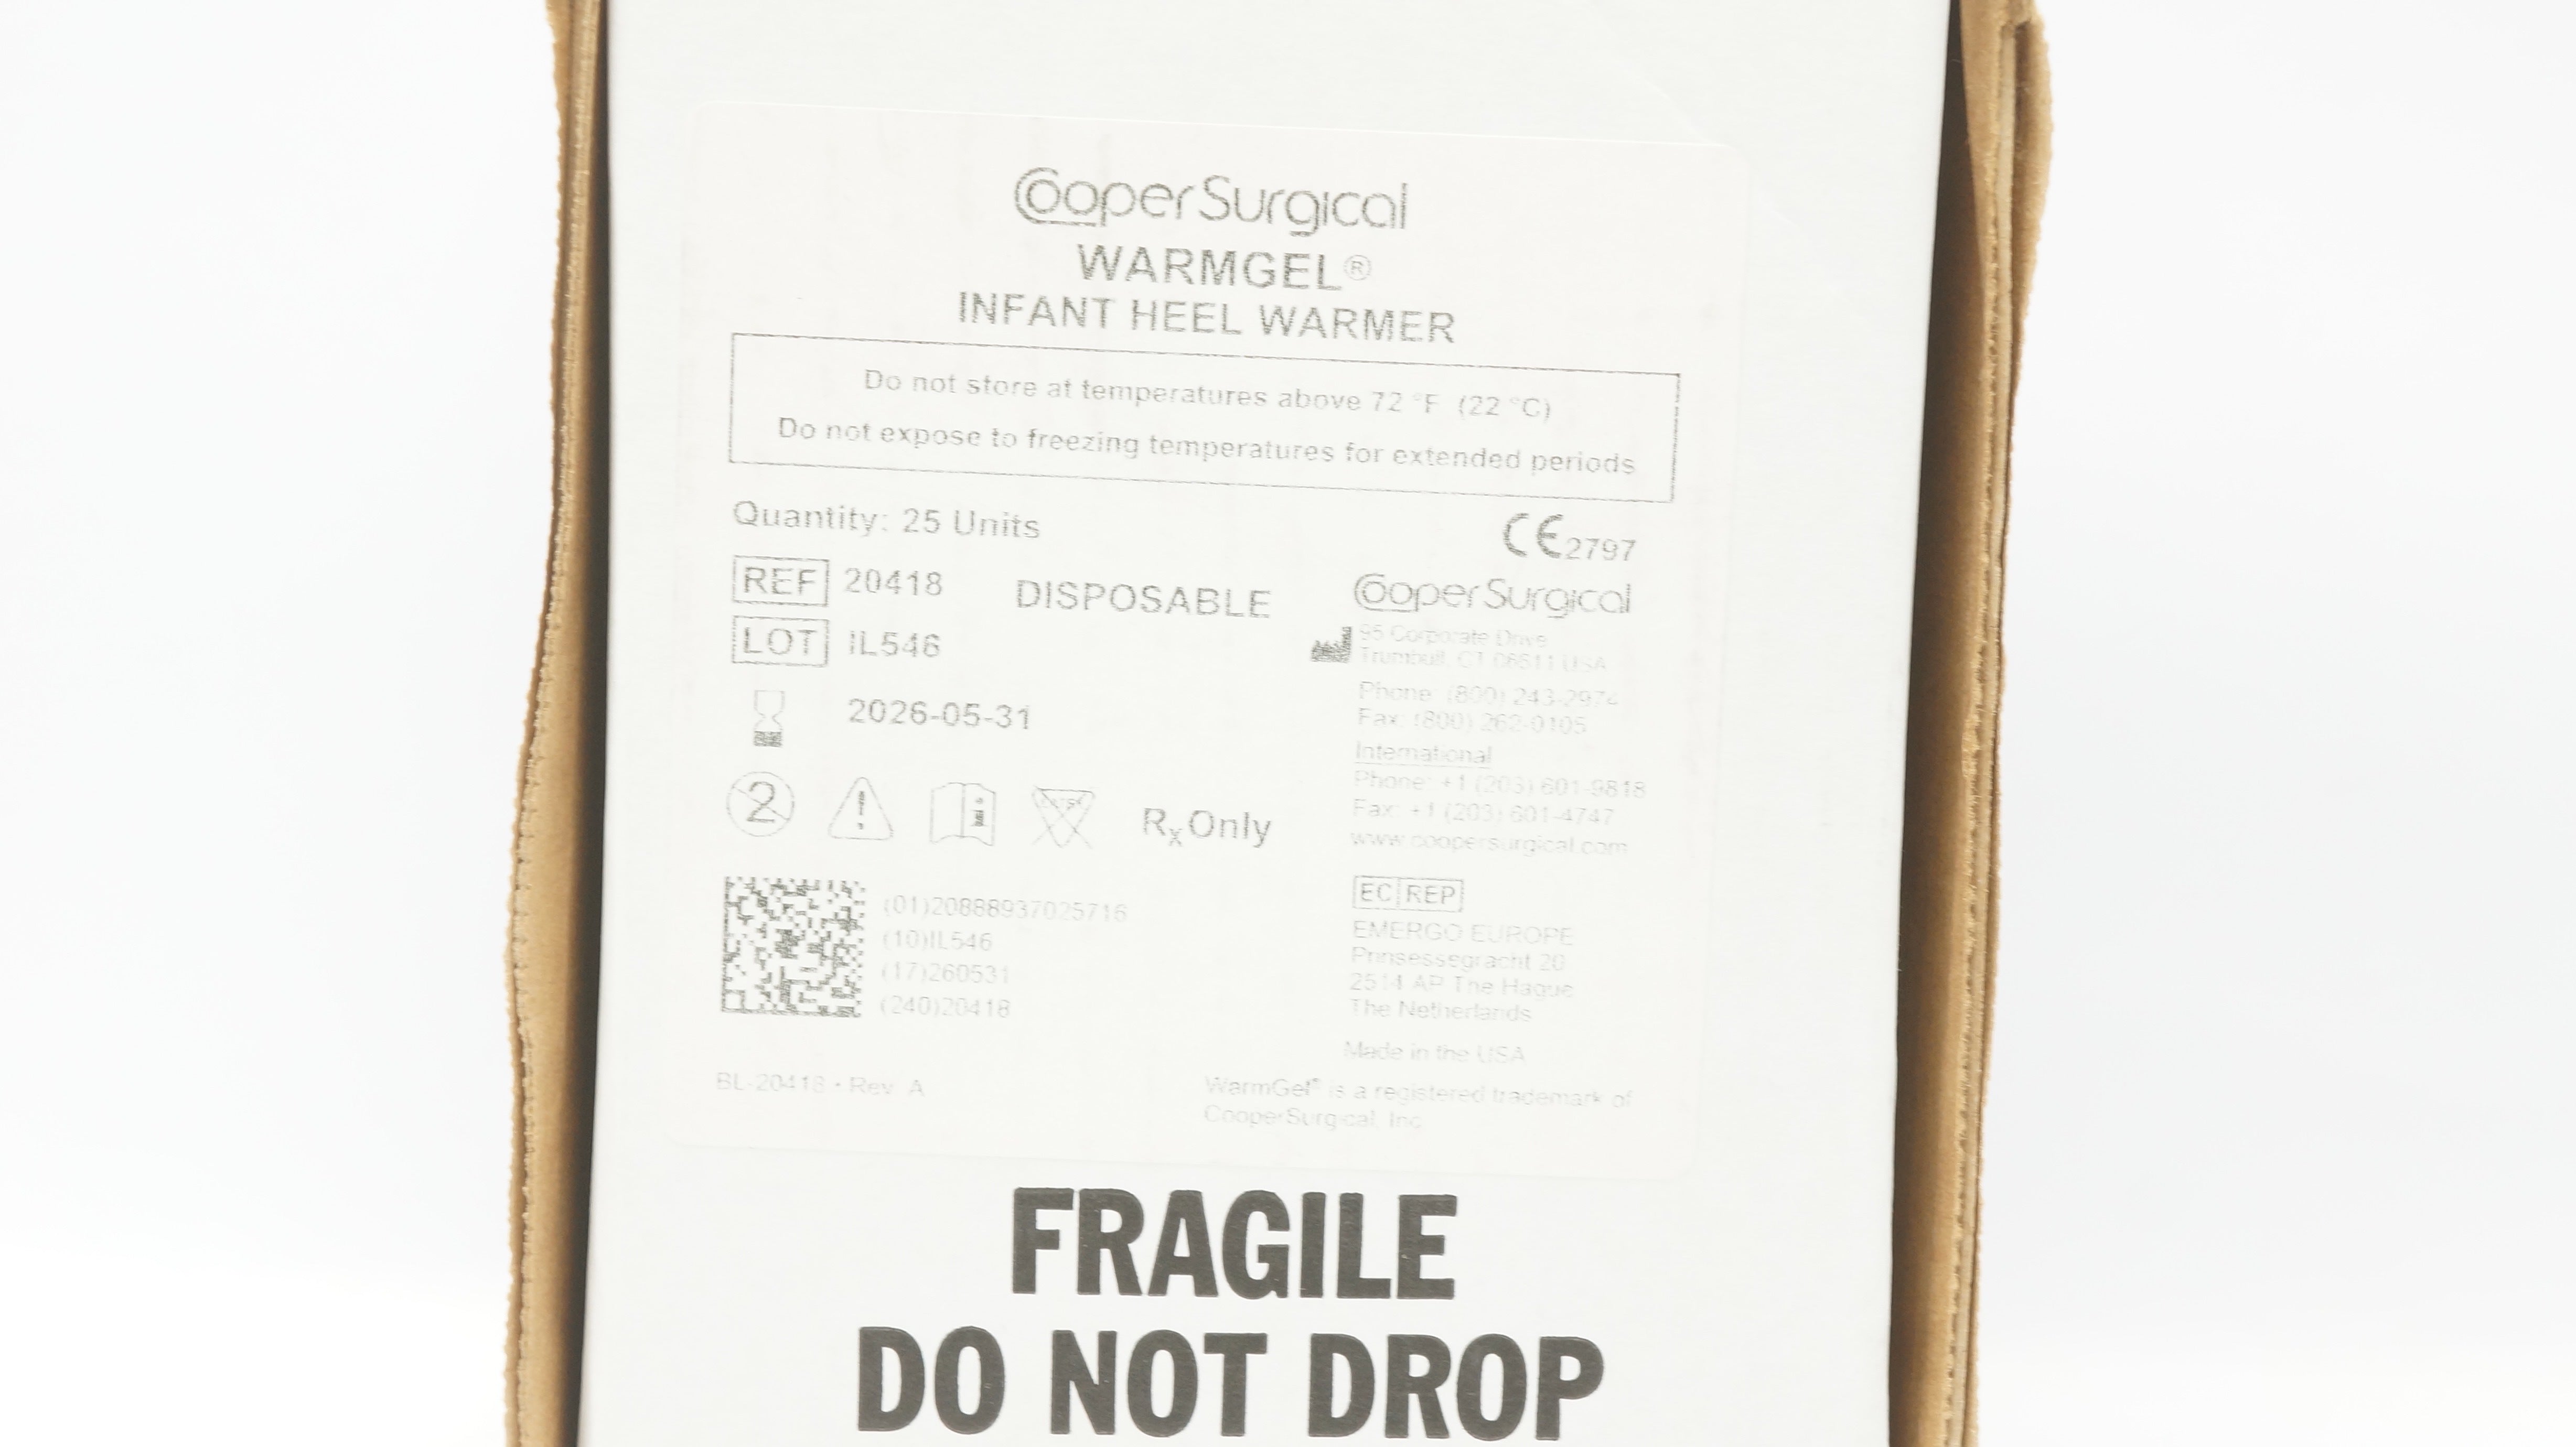 CooperSurgical
WARMGEL®
INFANT HEEL WARMER
Do not store at temperatures above 72 °F (22 °C)
Do not expose to freezing temperatures for extended periods
Quantity: 25 Units
CE 2797
REF 20418
DISPOSABLE
LOT IL546
2026-05-31
2
LATEX
Rx Only
CooperSurgical
95 Corporate Drive
Trumbull, CT 06611 USA
Phone: (800) 243-2974
Fax: (800) 262-0105
International
Phone: +1 (203) 601-9818
Fax: +1 (203) 601-4747
www.coopersurgical.com
(01)20888937025716
(10)IL546
(17)260531
(240)20418
EC REP
EMERGO EUROPE
Prinsessegracht 20
2514 AP The Hague
The Netherlands
Made in the USA
BL-20418 • Rev. A
WarmGel® is a registered trademark of
CooperSurgical, Inc.
FRAGILE
DO NOT DROP